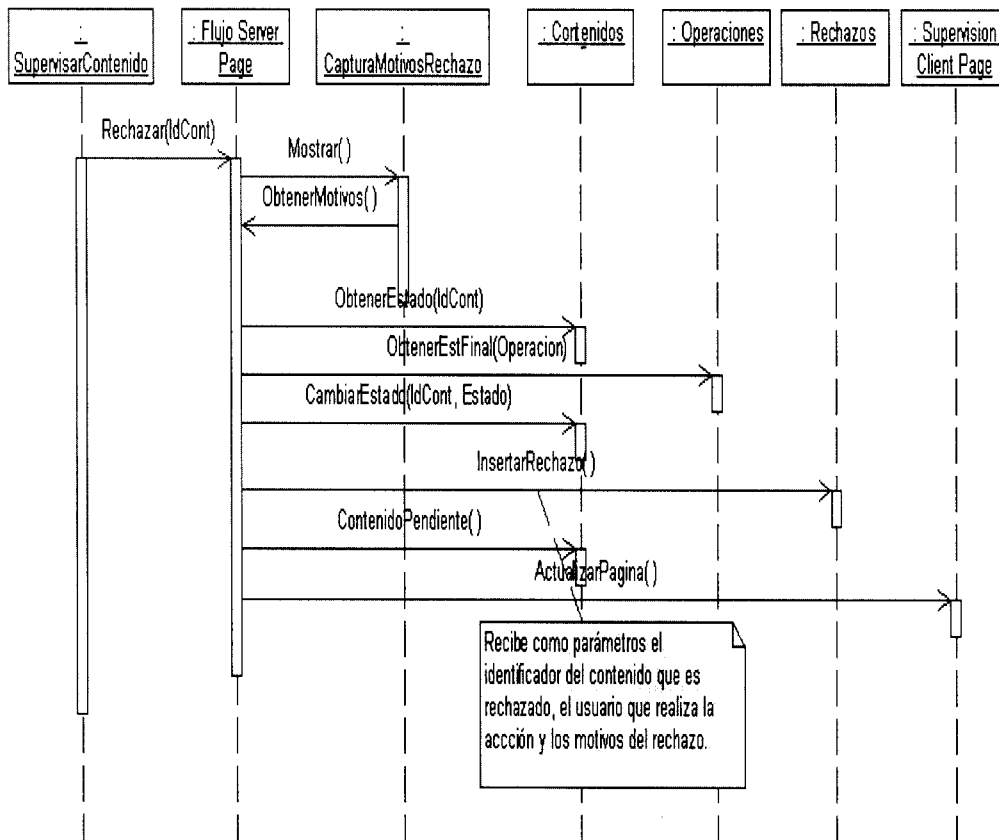 :
SupervisarContenido
: Flujo Server
Page
:
CapturaMotivosRechazo
: Contenidos
: Operaciones
: Rechazos
: Supervision
Client Page
Rechazar(IdCont)
Mostrar( )
ObtenerMotivos( )
ObtenerEstado(IdCont)
ObtenerEstFinal(Operacion)
CambiarEstado(IdCont, Estado)
InsertarRechazo( )
ContenidoPendiente( )
ActualizarPagina( )
Recibe como parámetros el
identificador del contenido que es
rechazado, el usuario que realiza la
accción y los motivos del rechazo.